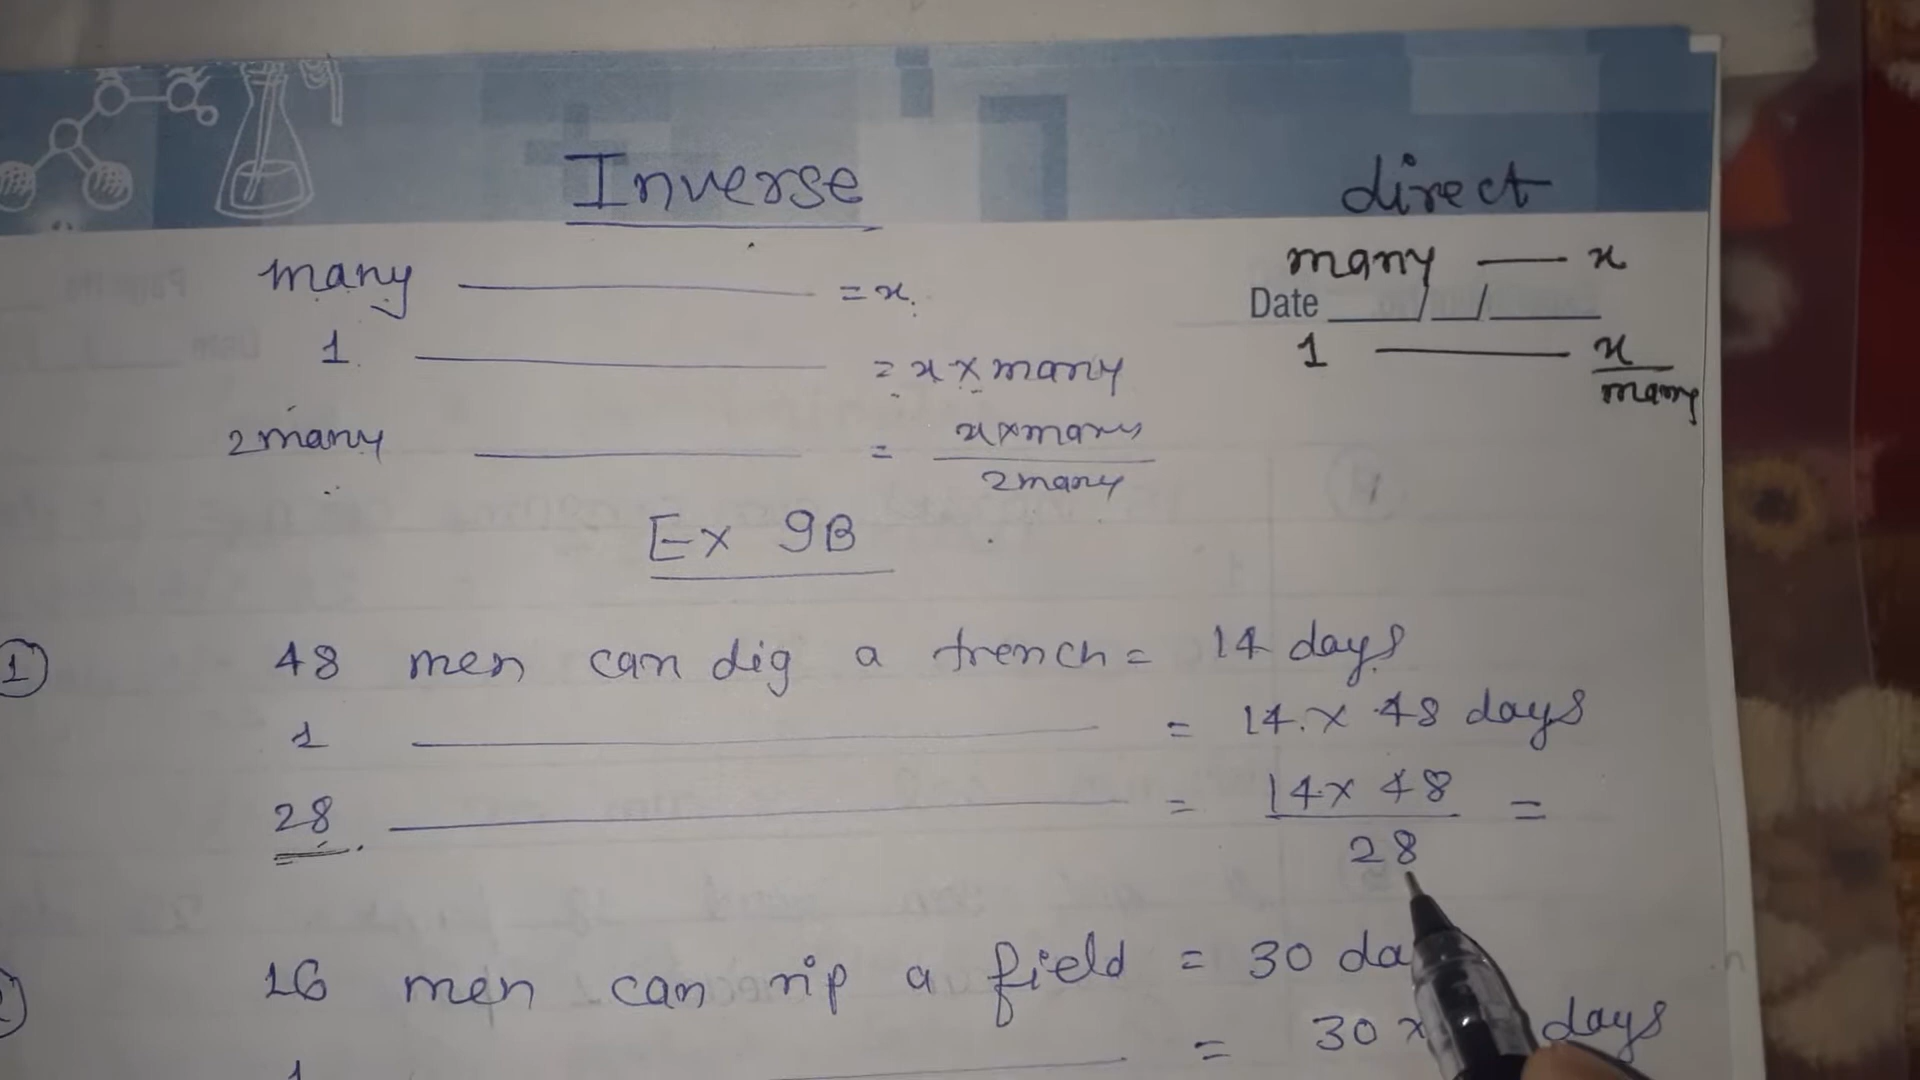 Inverse
direct
many = x
many — x
Date / /
1 = x × many
1 — x/many
2many = x×many/2many
Ex 9B
1 48 men can dig a trench = 14 days
1 = 14 × 48 days
28 = 14 × 48/28 =
16 men can rip a field = 30 da
1 = 30 × days